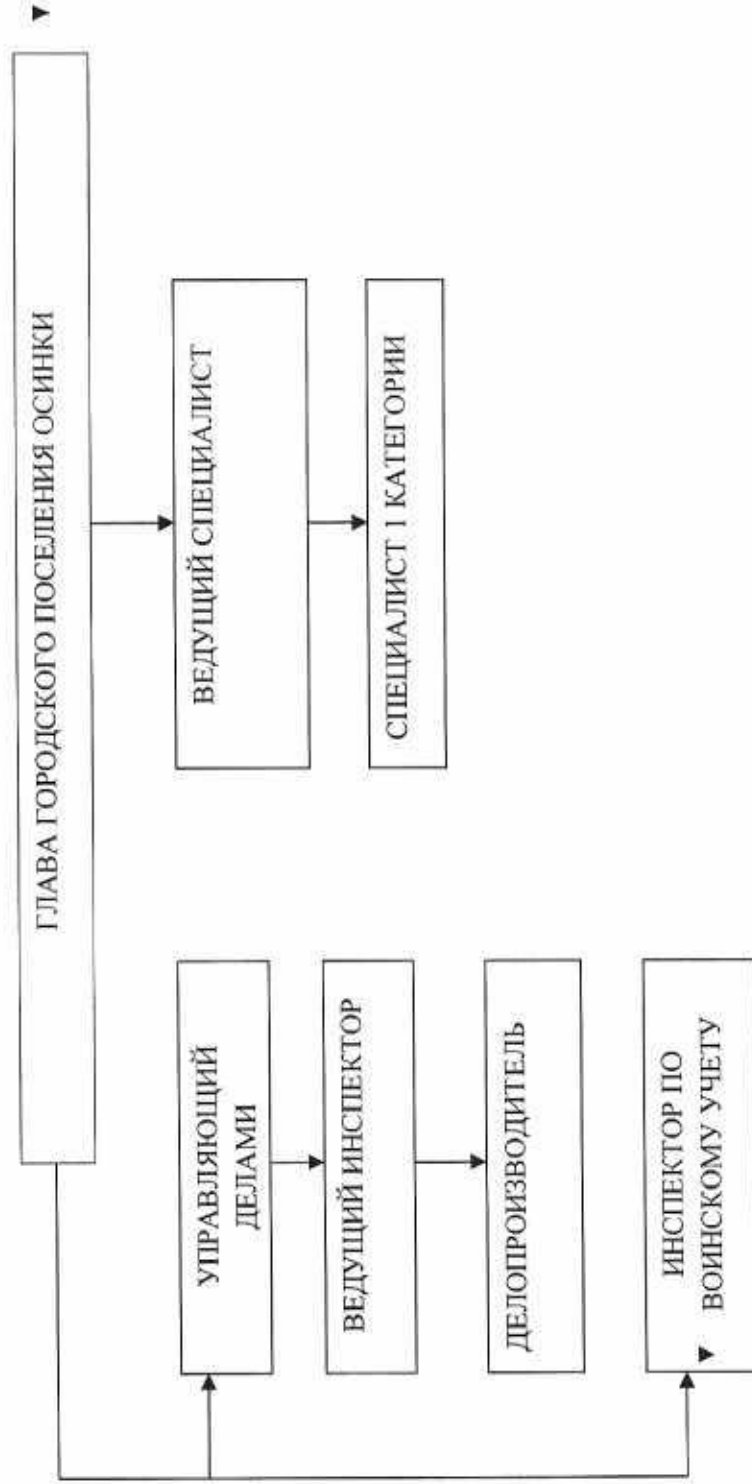 ГЛАВА ГОРОДСКОГО ПОСЕЛЕНИЯ ОСИНКИ
УПРАВЛЯЮЩИЙ
ДЕЛАМИ
ВЕДУЩИЙ ИНСПЕКТОР
ДЕЛОПРОИЗВОДИТЕЛЬ
ИНСПЕКТОР ПО
ВОИНСКОМУ УЧЕТУ
ВЕДУЩИЙ СПЕЦИАЛИСТ
СПЕЦИАЛИСТ 1 КАТЕГОРИИ